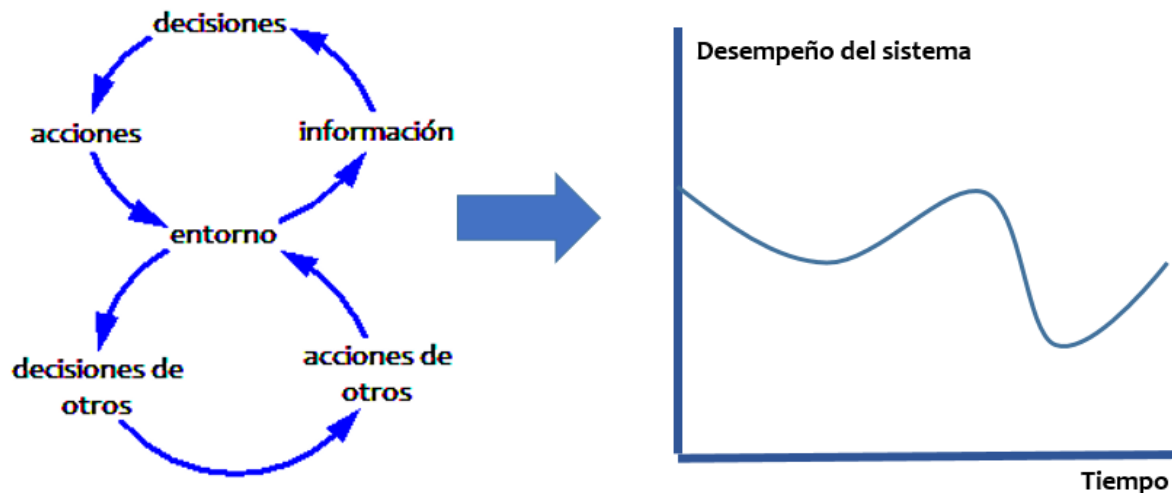 decisiones
acciones
información
entorno
decisiones de
otros
acciones de
otros
Desempeño del sistema
Tiempo